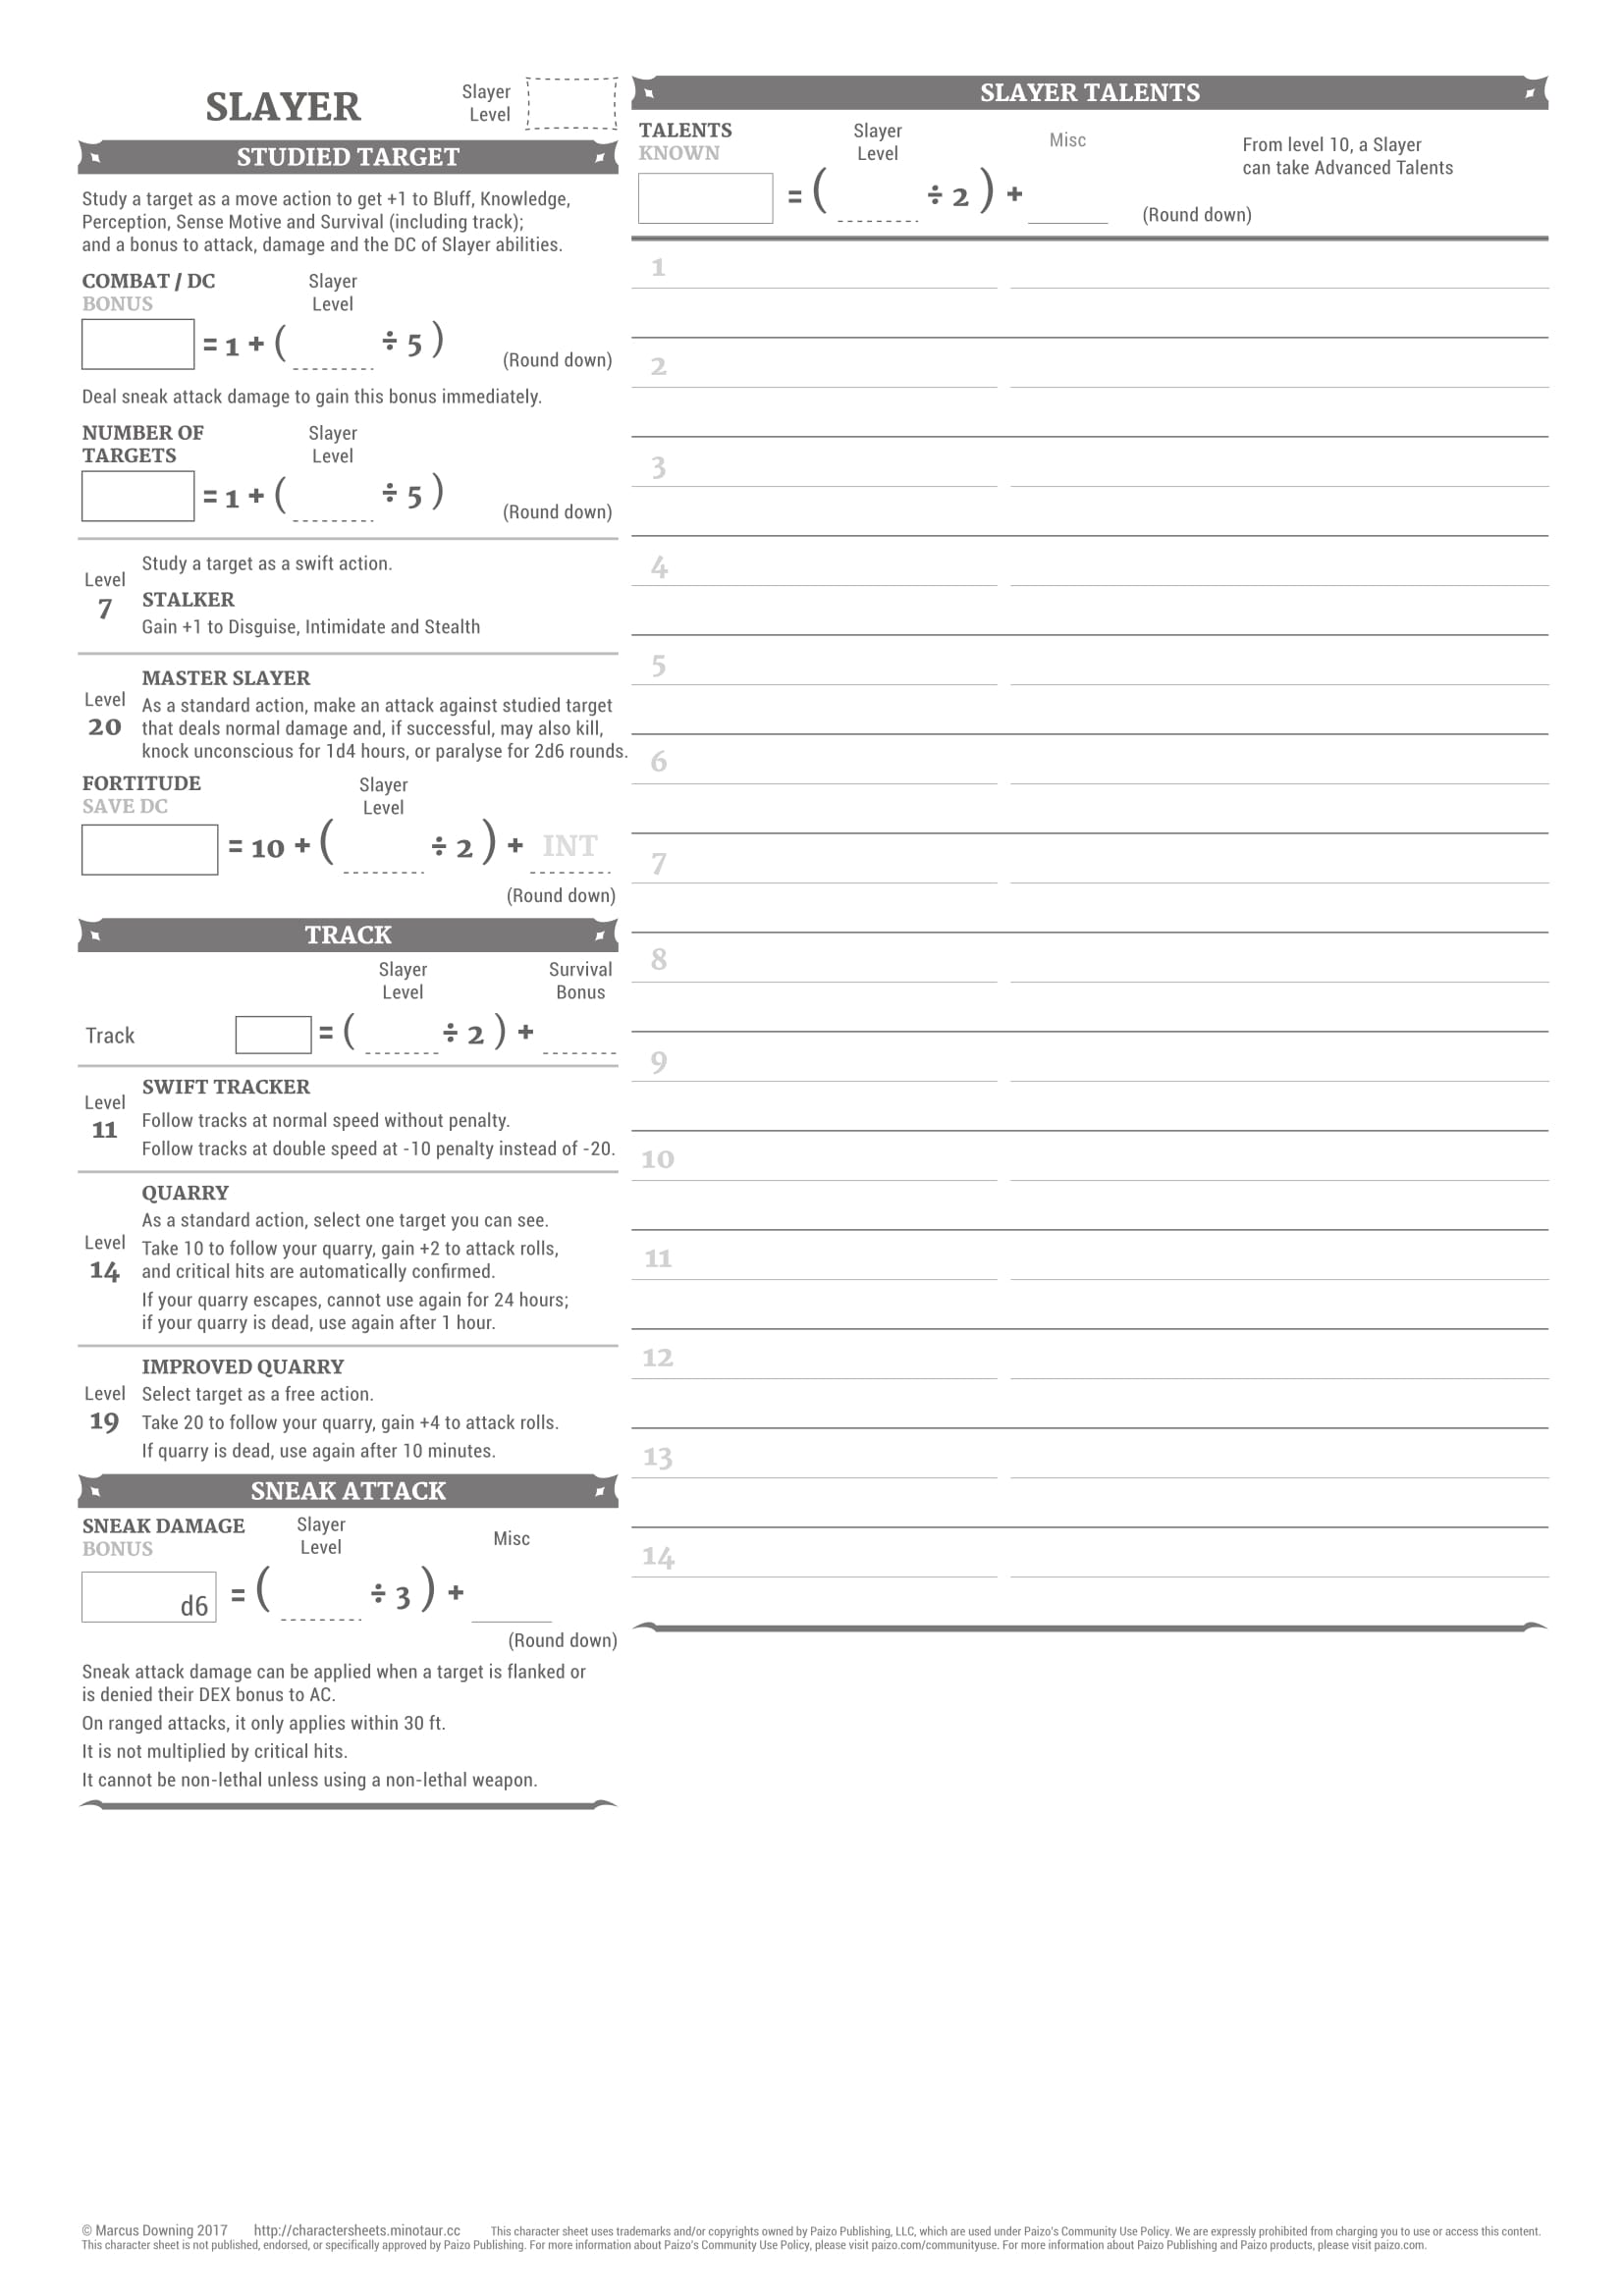 SLAYER
Slayer
Level
STUDIED TARGET
Study a target as a move action to get +1 to Bluff, Knowledge,
Perception, Sense Motive and Survival (including track);
and a bonus to attack, damage and the DC of Slayer abilities.
COMBAT / DC
BONUS
Slayer
Level
= 1 + ( ÷ 5 )
(Round down)
Deal sneak attack damage to gain this bonus immediately.
NUMBER OF
TARGETS
Slayer
Level
= 1 + ( ÷ 5 )
(Round down)
Level
7
Study a target as a swift action.
STALKER
Gain +1 to Disguise, Intimidate and Stealth
Level
20
MASTER SLAYER
As a standard action, make an attack against studied target
that deals normal damage and, if successful, may also kill,
knock unconscious for 1d4 hours, or paralyse for 2d6 rounds.
FORTITUDE
SAVE DC
Slayer
Level
= 10 + ( ÷ 2 ) + INT
(Round down)
TRACK
Slayer
Level
Survival
Bonus
Track
= ( ÷ 2 ) +
Level
11
SWIFT TRACKER
Follow tracks at normal speed without penalty.
Follow tracks at double speed at -10 penalty instead of -20.
Level
14
QUARRY
As a standard action, select one target you can see.
Take 10 to follow your quarry, gain +2 to attack rolls,
and critical hits are automatically confirmed.
If your quarry escapes, cannot use again for 24 hours;
if your quarry is dead, use again after 1 hour.
Level
19
IMPROVED QUARRY
Select target as a free action.
Take 20 to follow your quarry, gain +4 to attack rolls.
If quarry is dead, use again after 10 minutes.
SNEAK ATTACK
SNEAK DAMAGE
BONUS
Slayer
Level
Misc
d6 = ( ÷ 3 ) +
(Round down)
Sneak attack damage can be applied when a target is flanked or
is denied their DEX bonus to AC.
On ranged attacks, it only applies within 30 ft.
It is not multiplied by critical hits.
It cannot be non-lethal unless using a non-lethal weapon.
SLAYER TALENTS
TALENTS
KNOWN
Slayer
Level
Misc
From level 10, a Slayer
can take Advanced Talents
= ( ÷ 2 ) +
(Round down)
1
2
3
4
5
6
7
8
9
10
11
12
13
14
© Marcus Downing 2017 http://charactersheets.minotaur.cc This character sheet uses trademarks and/or copyrights owned by Paizo Publishing, LLC, which are used under Paizo's Community Use Policy. We are expressly prohibited from charging you to use or access this content.
This character sheet is not published, endorsed, or specifically approved by Paizo Publishing. For more information about Paizo's Community Use Policy, please visit paizo.com/communityuse. For more information about Paizo Publishing and Paizo products, please visit paizo.com.